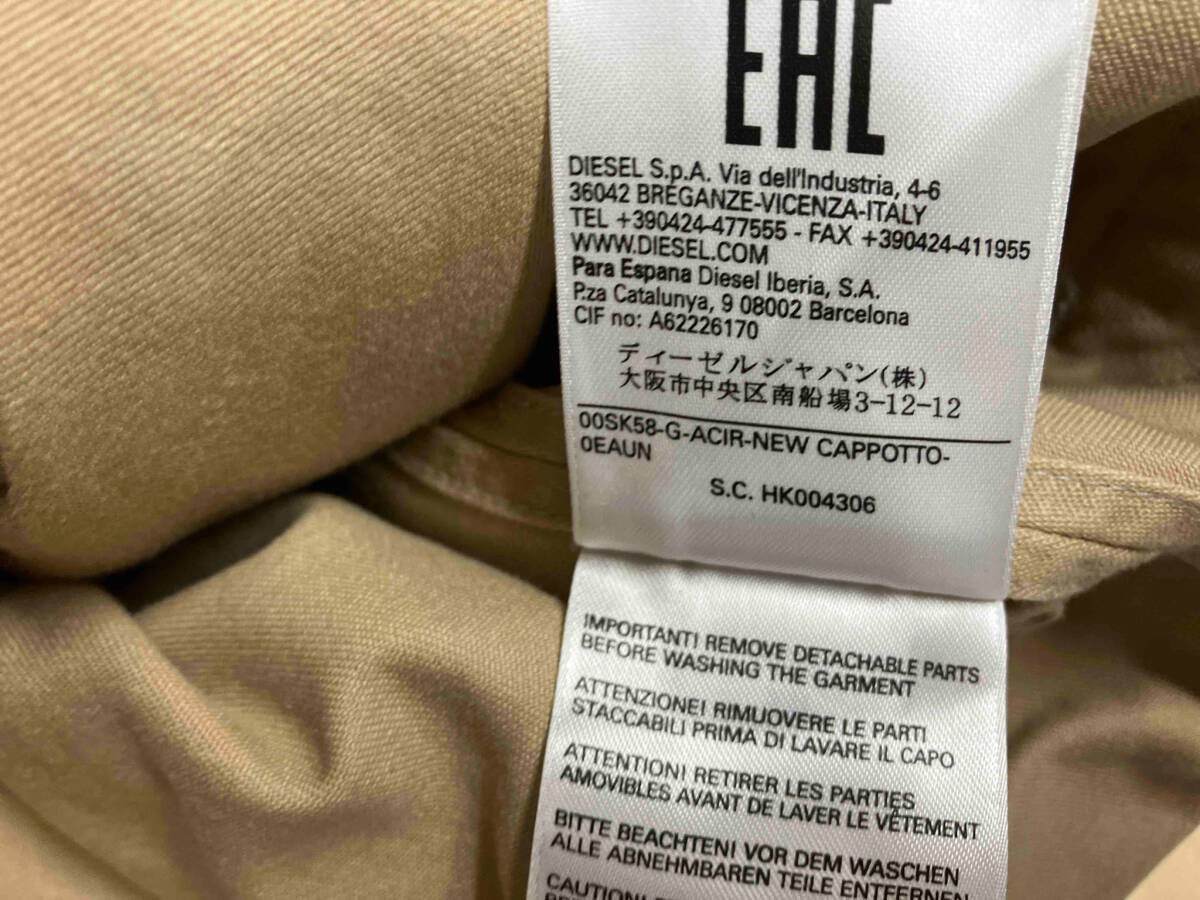 EAC
DIESEL S.p.A. Via dell'Industria, 4-6
36042 BREGANZE-VICENZA-ITALY
TEL +390424-477555 - FAX +390424-411955
WWW.DIESEL.COM
Para Espana Diesel Iberia, S.A.
P.za Catalunya, 9 08002 Barcelona
CIF no: A62226170
ディーゼルジャパン(株)
大阪市中央区南船場3-12-12
00SK58-G-ACIR-NEW CAPPOTTO-
0EAUN
S.C. HK004306
IMPORTANT! REMOVE DETACHABLE PARTS
BEFORE WASHING THE GARMENT
ATTENZIONE! RIMUOVERE LE PARTI
STACCABILI PRIMA DI LAVARE IL CAPO
ATTENTION! RETIRER LES PARTIES
AMOVIBLES AVANT DE LAVER LE VÊTEMENT
BITTE BEACHTEN! VOR DEM WASCHEN
ALLE ABNEHMBAREN TEILE ENTFERNEN